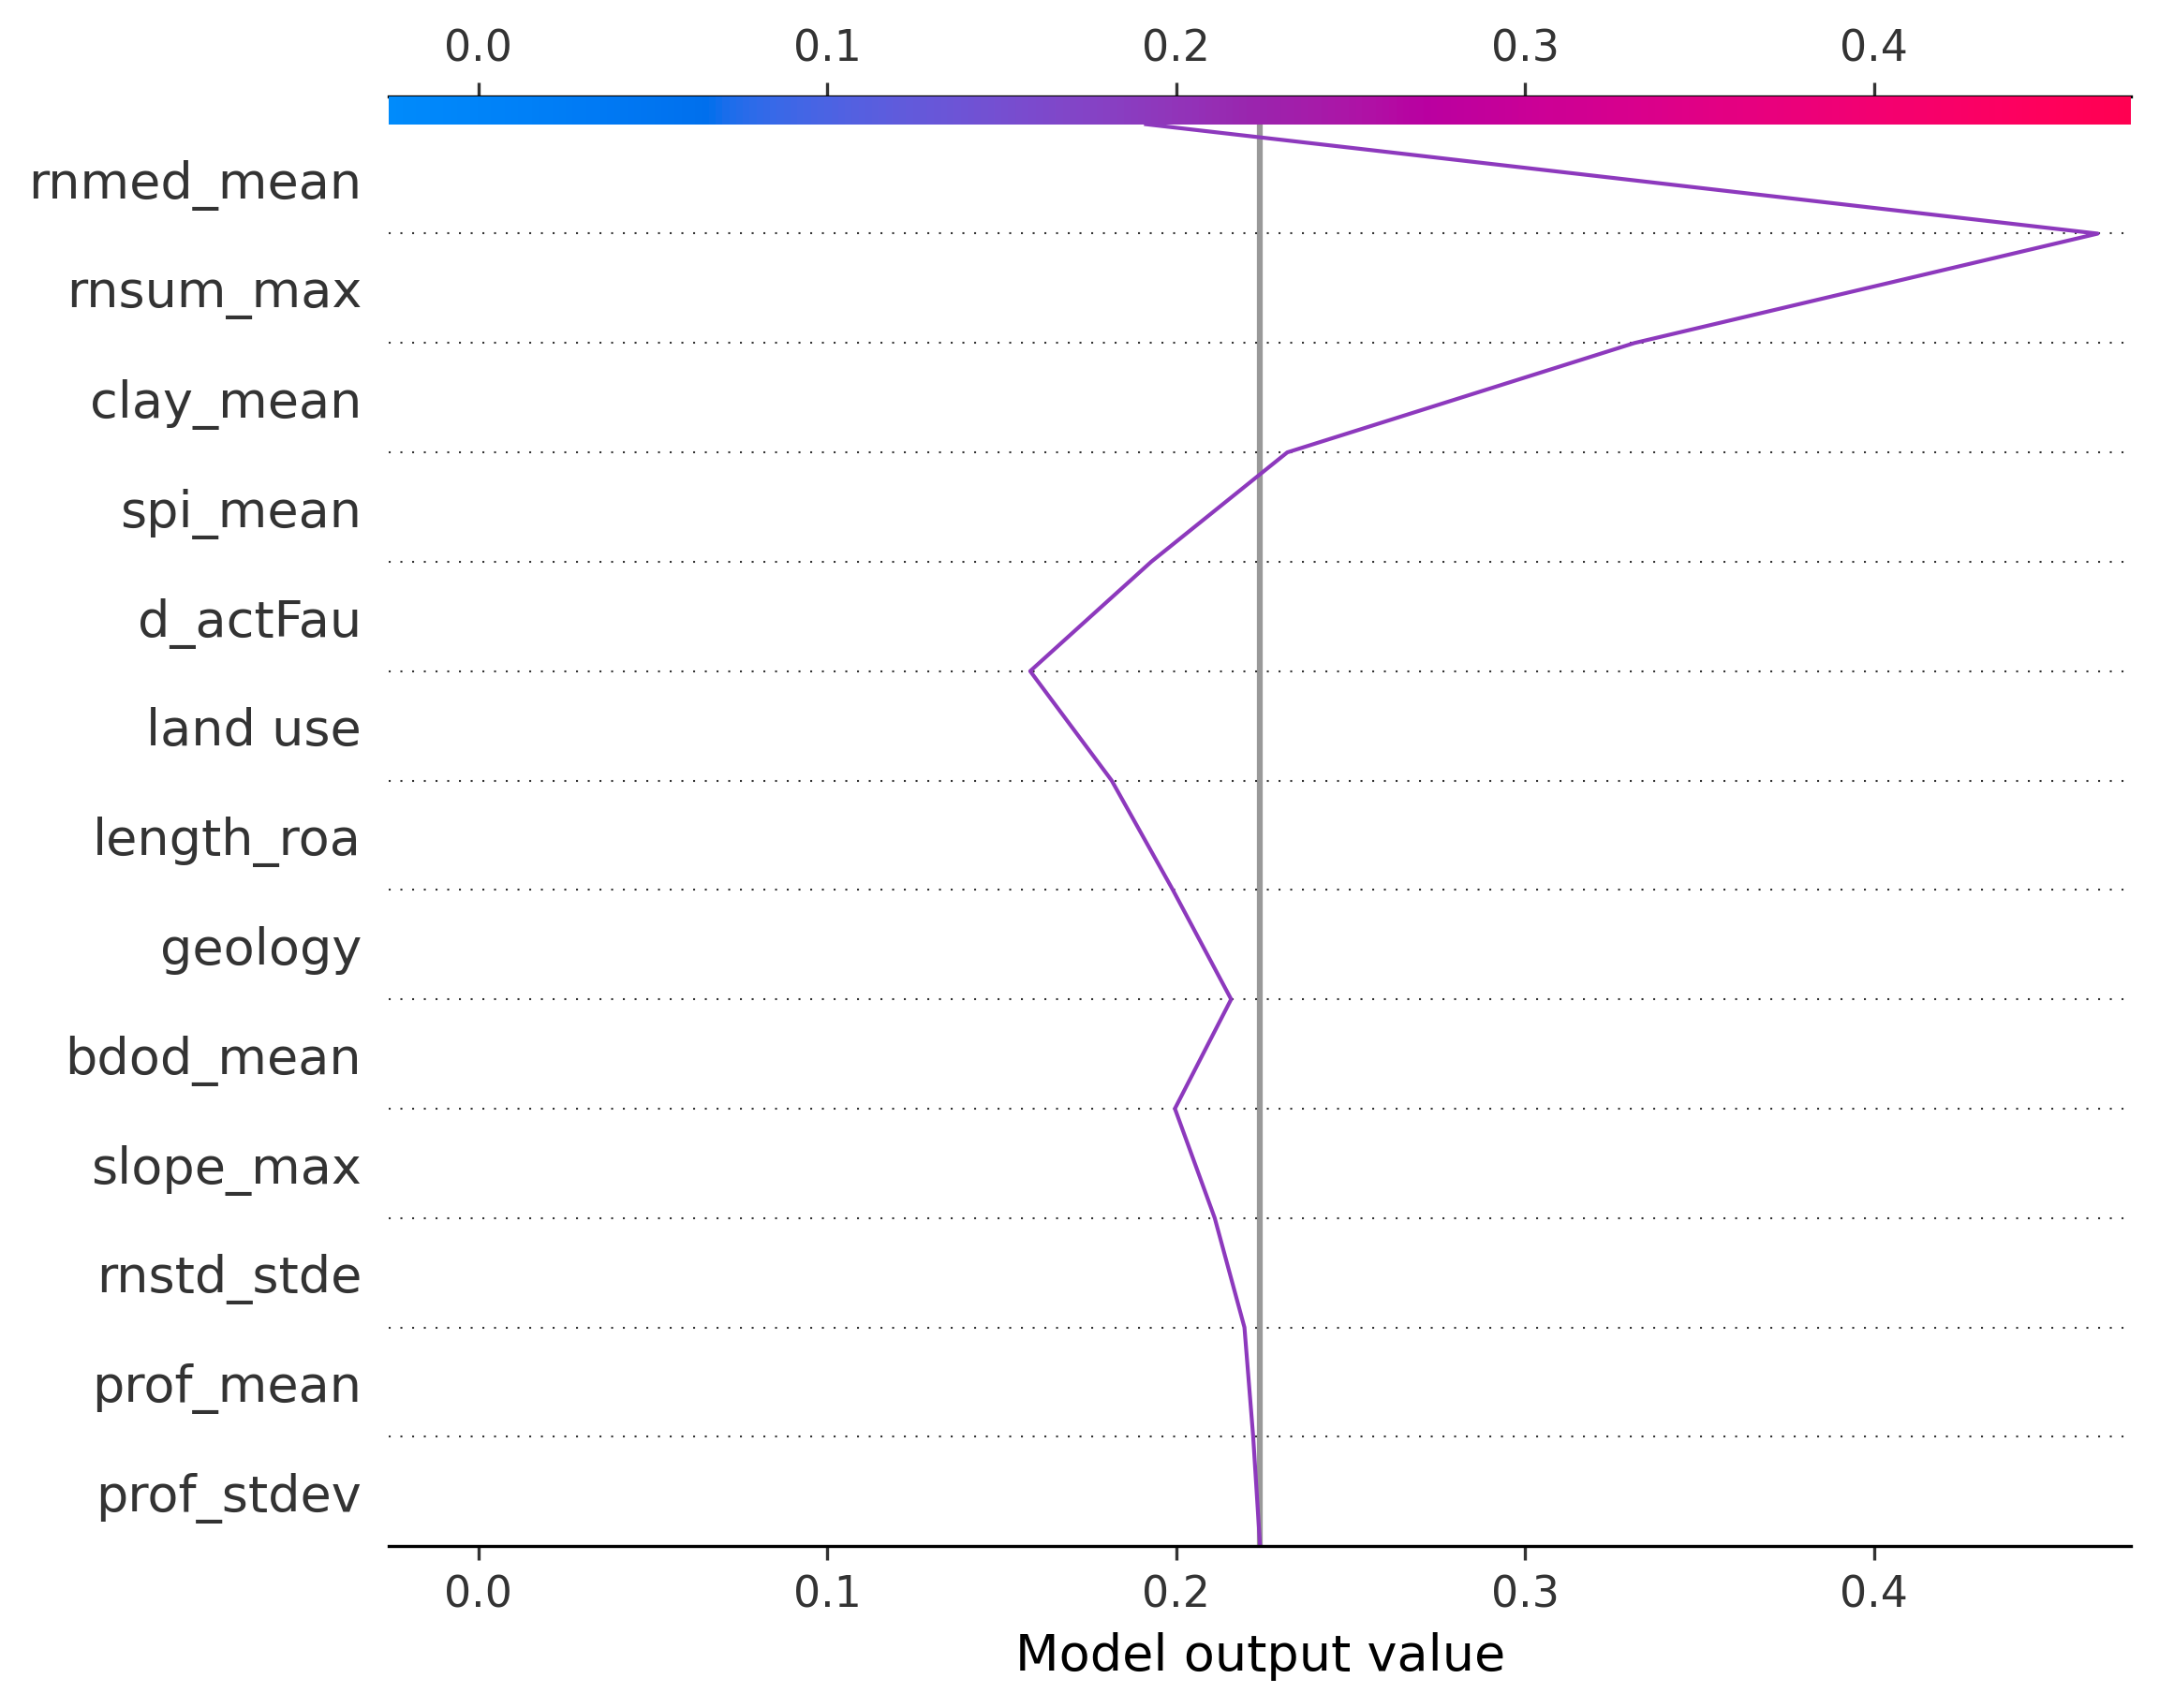 0.0 0.1 0.2 0.3 0.4
rnmed_mean
rnsum_max
clay_mean
spi_mean
d_actFau
land use
length_roa
geology
bdod_mean
slope_max
rnstd_stde
prof_mean
prof_stdev
0.0 0.1 0.2 0.3 0.4
Model output value